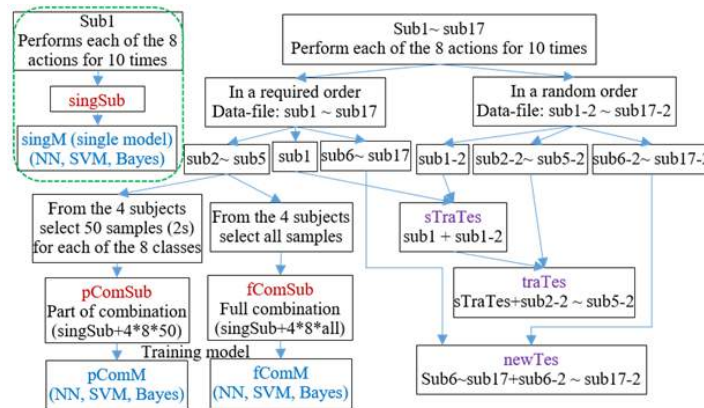 Sub1
Performs each of the 8
actions for 10 times
singSub
singM (single model)
(NN, SVM, Bayes)
Sub1~ sub17
Perform each of the 8 actions for 10 times
In a required order
Data-file: sub1 ~ sub17
In a random order
Data-file: sub1-2 ~ sub17-2
sub2~ sub5
sub1
sub6~ sub17
sub1-2
sub2-2~ sub5-2
sub6-2~ sub17-2
From the 4 subjects
select 50 samples (2s)
for each of the 8 classes
From the 4 subjects
select all samples
sTraTes
sub1 + sub1-2
pComSub
Part of combination
(singSub+4*8*50)
fComSub
Full combination
(singSub+4*8*all)
traTes
sTraTes+sub2-2 ~ sub5-2
Training model
pComM
(NN, SVM, Bayes)
fComM
(NN, SVM, Bayes)
newTes
Sub6~sub17+sub6-2 ~ sub17-2